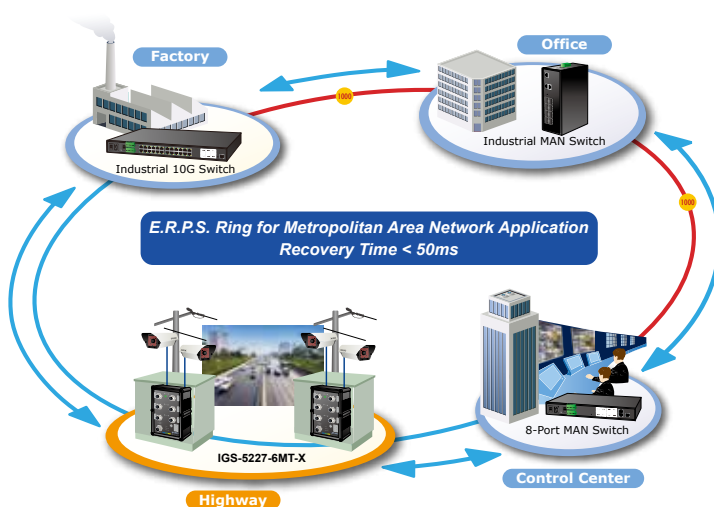 Factory
Office
1000
Industrial 10G Switch
Industrial MAN Switch
1000
E.R.P.S. Ring for Metropolitan Area Network Application
Recovery Time < 50ms
IGS-5227-6MT-X
8-Port MAN Switch
Highway
Control Center